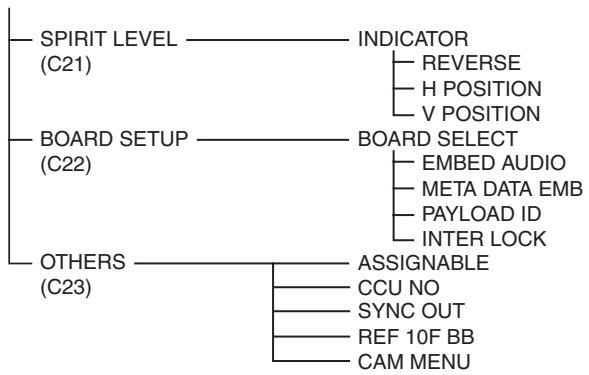 SPIRIT LEVEL INDICATOR
(C21) REVERSE
H POSITION
V POSITION
BOARD SETUP BOARD SELECT
(C22) EMBED AUDIO
META DATA EMB
PAYLOAD ID
INTER LOCK
OTHERS ASSIGNABLE
(C23) CCU NO
SYNC OUT
REF 10F BB
CAM MENU